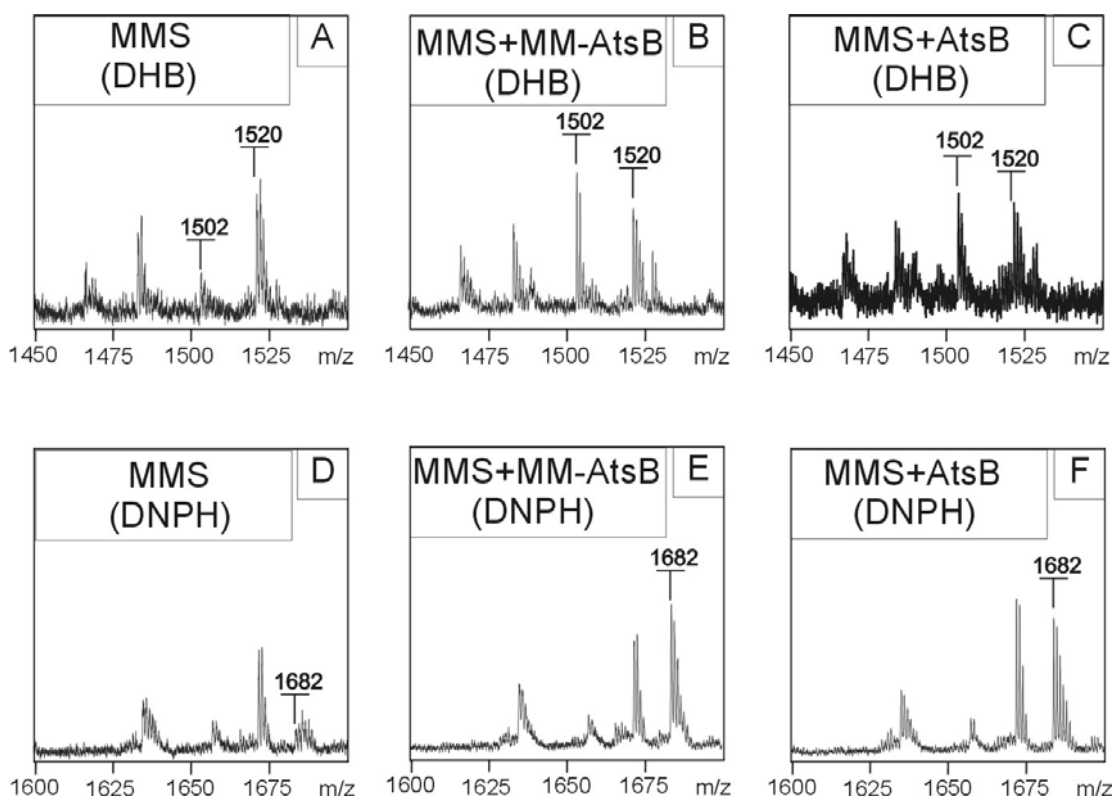 MMS
(DHB)
A
1520
1502
1450 1475 1500 1525 m/z
MMS+MM-AtsB
(DHB)
B
1502
1520
1450 1475 1500 1525 m/z
MMS+AtsB
(DHB)
C
1502
1520
1450 1475 1500 1525 m/z
MMS
(DNPH)
D
1682
1600 1625 1650 1675 m/z
MMS+MM-AtsB
(DNPH)
E
1682
1600 1625 1650 1675 m/z
MMS+AtsB
(DNPH)
F
1682
1600 1625 1650 1675 m/z